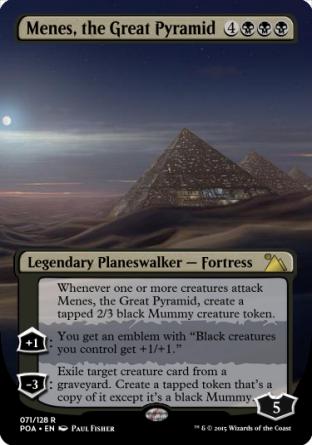 Menes, the Great Pyramid 4
Legendary Planeswalker — Fortress
Whenever one or more creatures attack
Menes, the Great Pyramid, create a
tapped 2/3 black Mummy creature token.
+1: You get an emblem with “Black creatures
you control get +1/+1.”
-3: Exile target creature card from a
graveyard. Create a tapped token that's a
copy of it except it's a black Mummy.
5
071/128 R
POA • EN Paul Fisher
™ & © 2015 Wizards of the Coast